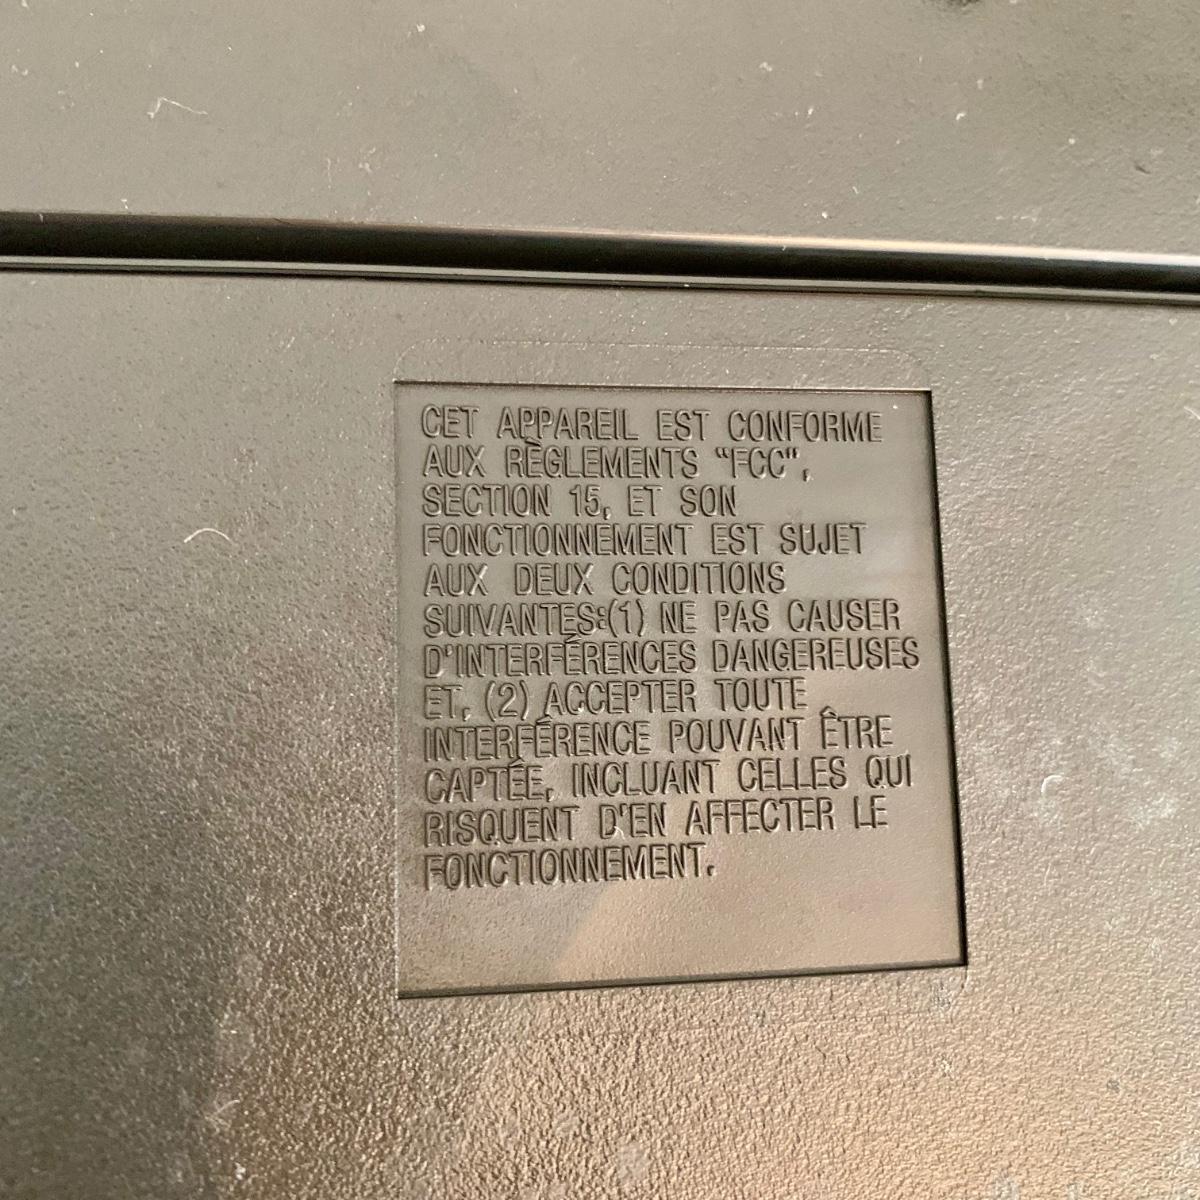 CET APPAREIL EST CONFORME
AUX RÈGLEMENTS “FCC”,
SECTION 15, ET SON
FONCTIONNEMENT EST SUJET
AUX DEUX CONDITIONS
SUIVANTES:(1) NE PAS CAUSER
D'INTERFÉRENCES DANGEREUSES
ET, (2) ACCEPTER TOUTE
INTERFÉRENCE POUVANT ÊTRE
CAPTÉE, INCLUANT CELLES QUI
RISQUENT D'EN AFFECTER LE
FONCTIONNEMENT.